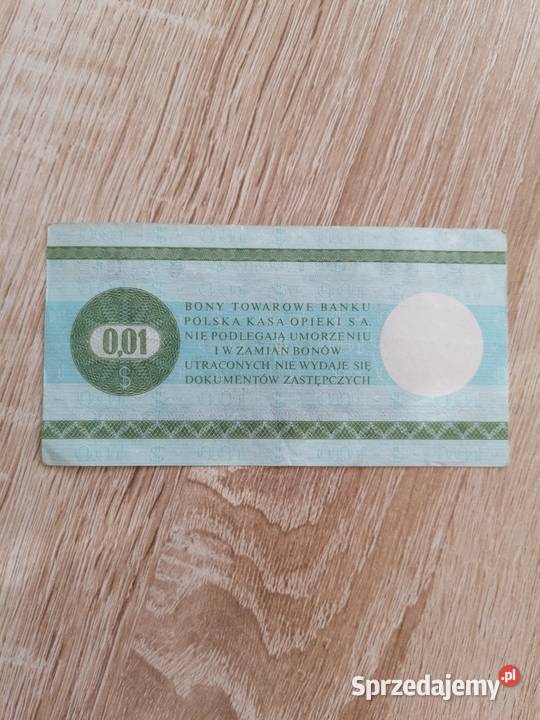 BONY TOWAROWE BANKU
POLSKA KASA OPIEKI S.A.
NIE PODLEGAJĄ UMORZENIU
I W ZAMIAN BONÓW
UTRACONYCH NIE WYDAJE SIĘ
DOKUMENTÓW ZASTĘPCZYCH
0,01
$
Sprzedajemy.pl